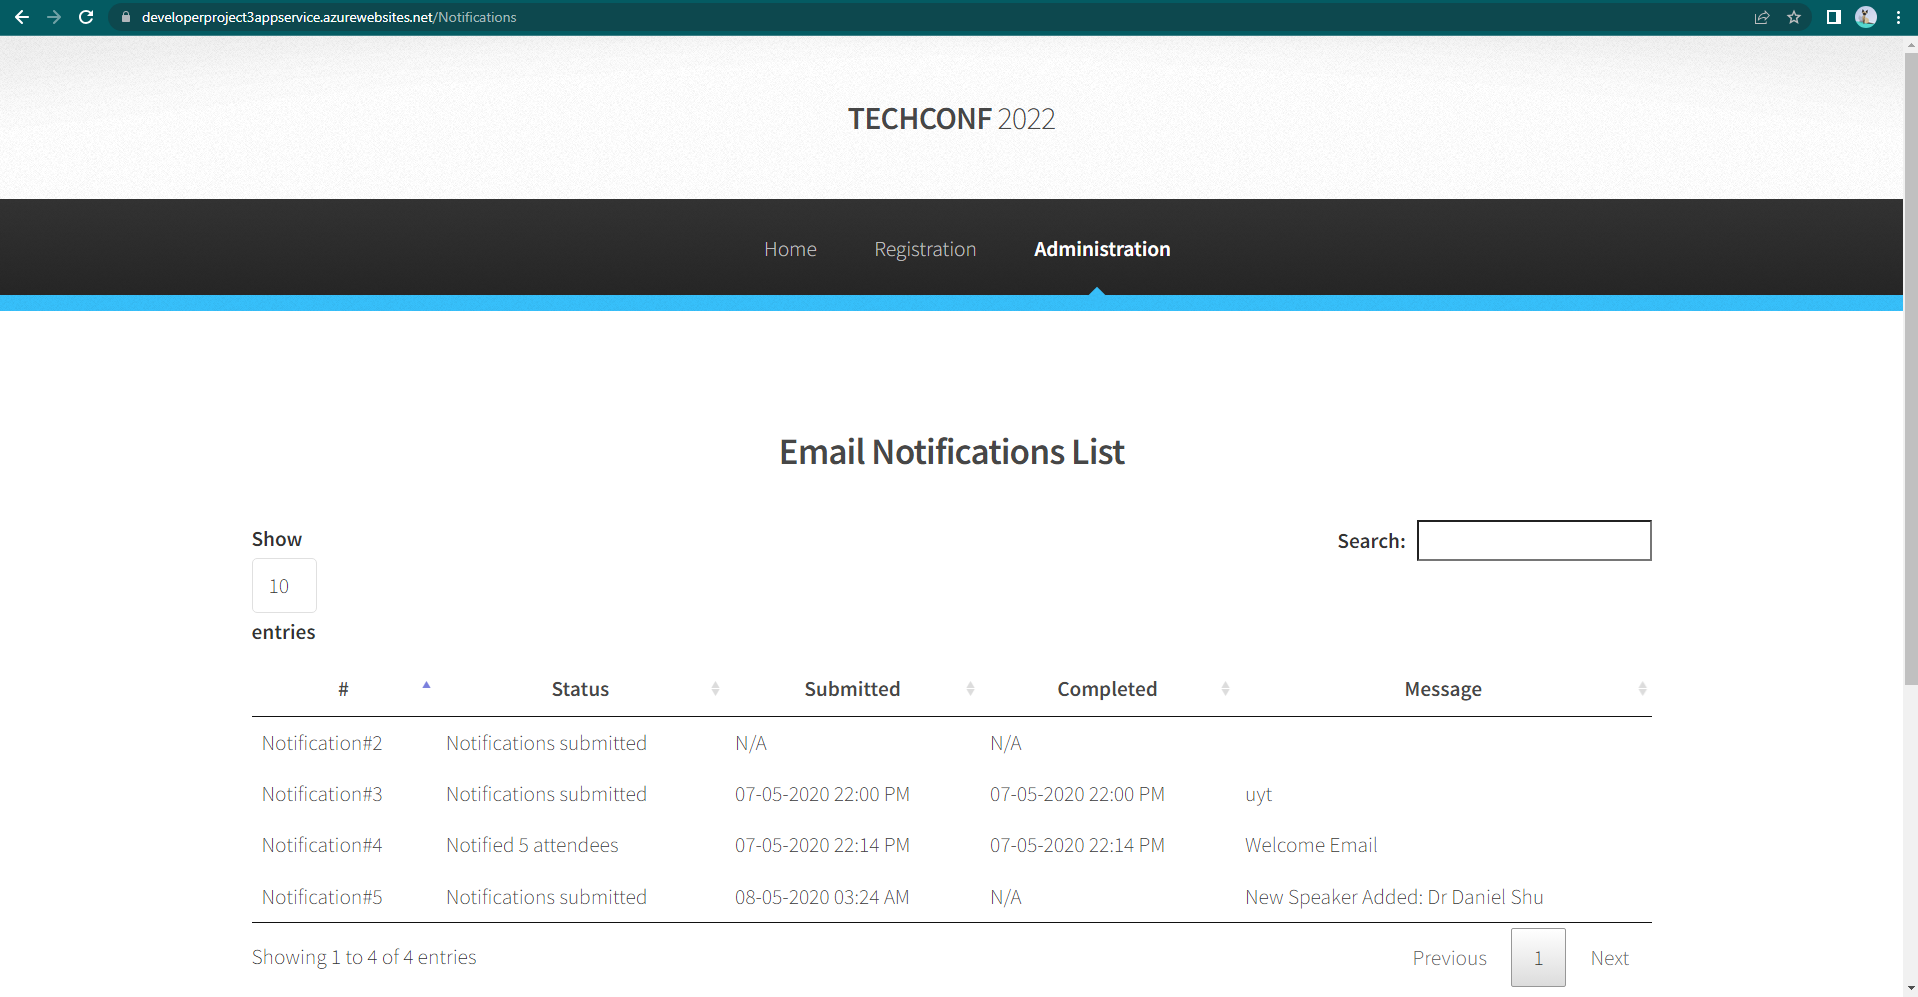 developerproject3appservice.azurewebsites.net/Notifications
TECHCONF 2022
Home Registration Administration
Email Notifications List
Show
10
entries
Search:
# Status Submitted Completed Message
Notification#2 Notifications submitted N/A N/A
Notification#3 Notifications submitted 07-05-2020 22:00 PM 07-05-2020 22:00 PM uyt
Notification#4 Notified 5 attendees 07-05-2020 22:14 PM 07-05-2020 22:14 PM Welcome Email
Notification#5 Notifications submitted 08-05-2020 03:24 AM N/A New Speaker Added: Dr Daniel Shu
Showing 1 to 4 of 4 entries Previous 1 Next